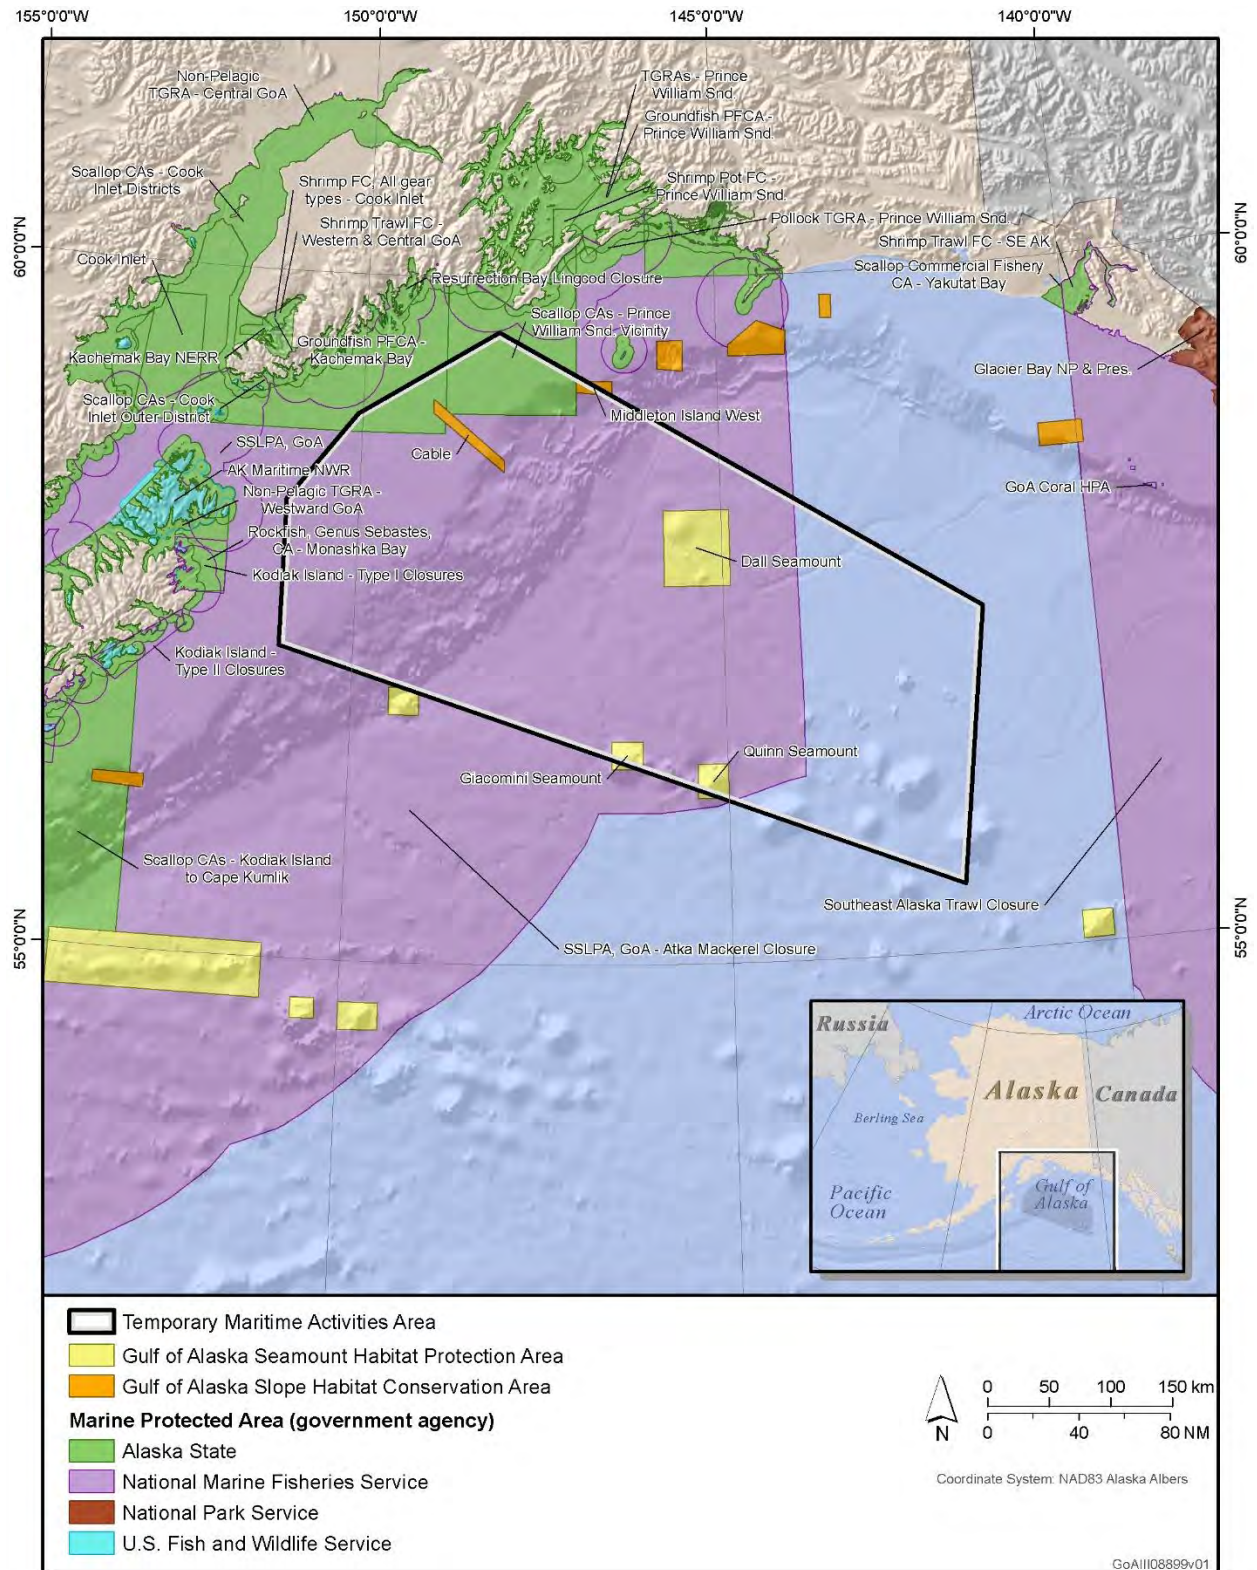 155°0'0"W
150°0'0"W
145°0'0"W
140°0'0"W
60°0'0"N
60°0'0"N
55°0'0"N
55°0'0"N
Non-Pelagic
TGRA - Central GoA
TGRAs - Prince
William Snd.
Groundfish PFCA -
Prince William Snd.
Scallop CAs - Cook
Inlet Districts
Shrimp FC, All gear
types - Cook Inlet
Shrimp Pot FC -
Prince William Snd.
Shrimp Trawl FC -
Western & Central GoA
Pollock TGRA - Prince William Snd.
Shrimp Trawl FC - SE AK
Cook Inlet
Scallop Commercial Fishery
CA - Yakutat Bay
Resurrection Bay Lingcod Closure
Scallop CAs - Prince
William Snd. Vicinity
Kachemak Bay NERR
Groundfish PFCA -
Kachemak Bay
Glacier Bay NP & Pres.
Scallop CAs - Cook
Inlet Outer District
Middleton Island West
SSLPA, GoA
Cable
AK Maritime NWR
GoA Coral HPA
Non-Pelagic TGRA -
Westward GoA
Rockfish, Genus Sebastes,
CA - Monashka Bay
Dall Seamount
Kodiak Island - Type I Closures
Kodiak Island -
Type II Closures
Quinn Seamount
Giacomini Seamount
Scallop CAs - Kodiak Island
to Cape Kumlik
Southeast Alaska Trawl Closure
SSLPA, GoA - Atka Mackerel Closure
Russia
Arctic Ocean
Alaska
Canada
Berling Sea
Pacific
Ocean
Gulf of
Alaska
Temporary Maritime Activities Area
Gulf of Alaska Seamount Habitat Protection Area
Gulf of Alaska Slope Habitat Conservation Area
Marine Protected Area (government agency)
Alaska State
National Marine Fisheries Service
National Park Service
U.S. Fish and Wildlife Service
0 50 100 150 km
0 40 80 NM
N
Coordinate System: NAD83 Alaska Albers
GoAIII08899v01